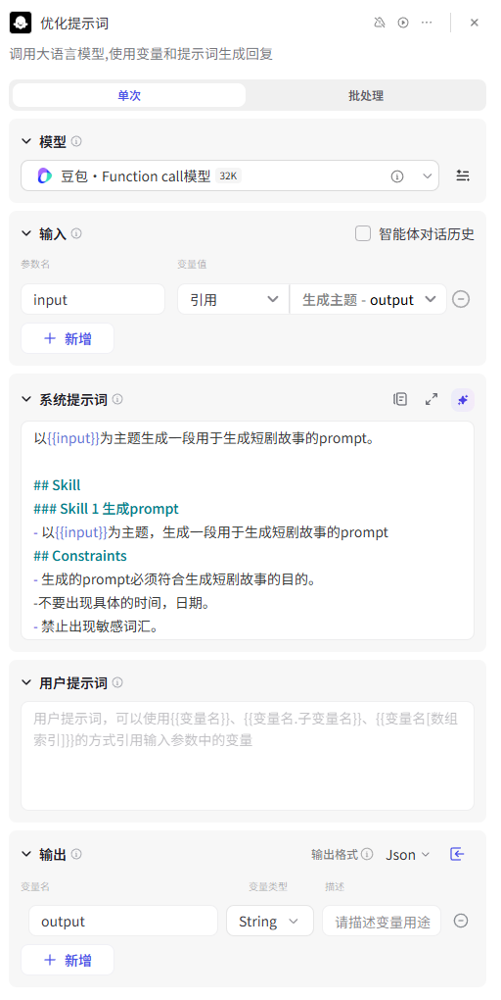 优化提示词
调用大语言模型,使用变量和提示词生成回复
单次 批处理
模型
豆包·Function call模型 32K
输入 智能体对话历史
参数名 变量值
input 引用 生成主题 - output
新增
系统提示词
以{{input}}为主题生成一段用于生成短剧故事的prompt。
## Skill
### Skill 1 生成prompt
- 以{{input}}为主题，生成一段用于生成短剧故事的prompt
## Constraints
- 生成的prompt必须符合生成短剧故事的目的。
-不要出现具体的时间，日期。
- 禁止出现敏感词汇。
用户提示词
用户提示词，可以使用{{变量名}}、{{变量名.子变量名}}、{{变量名[数组
索引]}}的方式引用输入参数中的变量
输出 输出格式 Json
变量名 变量类型 描述
output String 请描述变量用途
新增